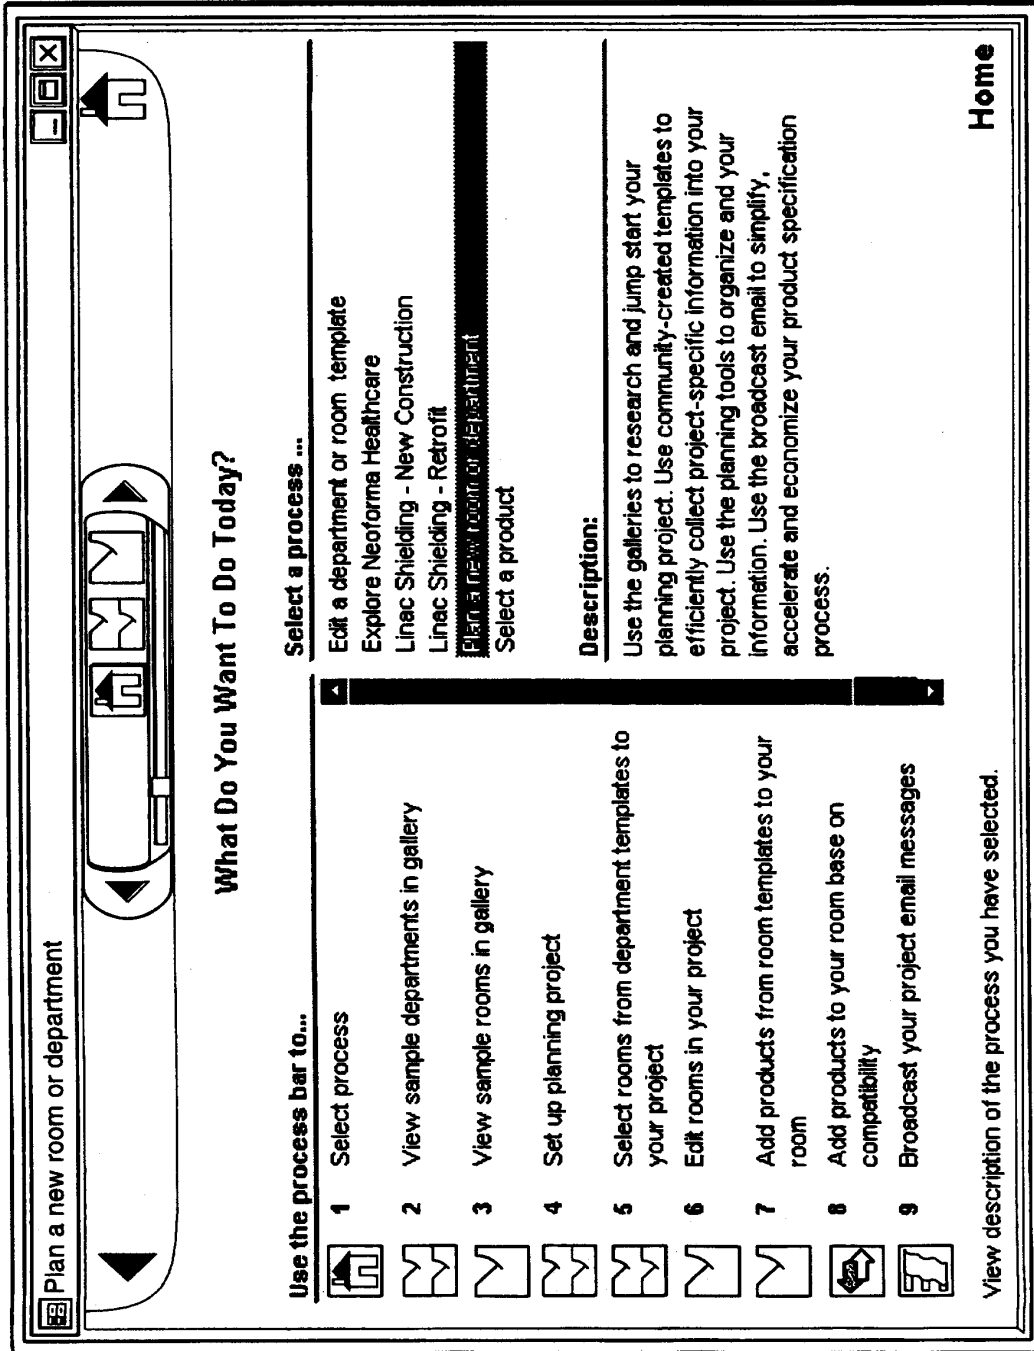 Plan a new room or department
What Do You Want To Do Today?
Use the process bar to...
1 Select process
2 View sample departments in gallery
3 View sample rooms in gallery
4 Set up planning project
5 Select rooms from department templates to
your project
6 Edit rooms in your project
7 Add products from room templates to your
room
8 Add products to your room base on
compatibility
9 Broadcast your project email messages
Select a process ...
Edit a department or room template
Explore Neoforma Healthcare
Linac Shielding - New Construction
Linac Shielding - Retrofit
Plan a new room or department
Select a product
Description:
Use the galleries to research and jump start your
planning project. Use community-created templates to
efficiently collect project-specific information into your
project. Use the planning tools to organize and your
information. Use the broadcast email to simplify,
accelerate and economize your product specification
process.
View description of the process you have selected.
Home